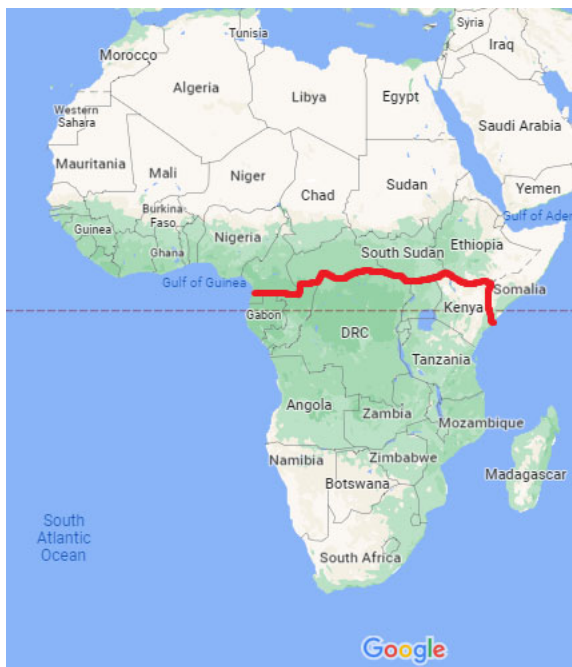 Syria
Tunisia
Iraq
Morocco
Algeria
Libya
Egypt
Western
Sahara
Saudi Arabia
Mauritania
Mali
Niger
Chad
Sudan
Yemen
Burkina
Faso
Gulf of Aden
Guinea
Nigeria
Ethiopia
Ghana
South Sudan
Gulf of Guinea
Somalia
Gabon
Kenya
DRC
Tanzania
Angola
Zambia
Mozambique
Zimbabwe
Namibia
Madagascar
Botswana
South
Atlantic
Ocean
South Africa
Google